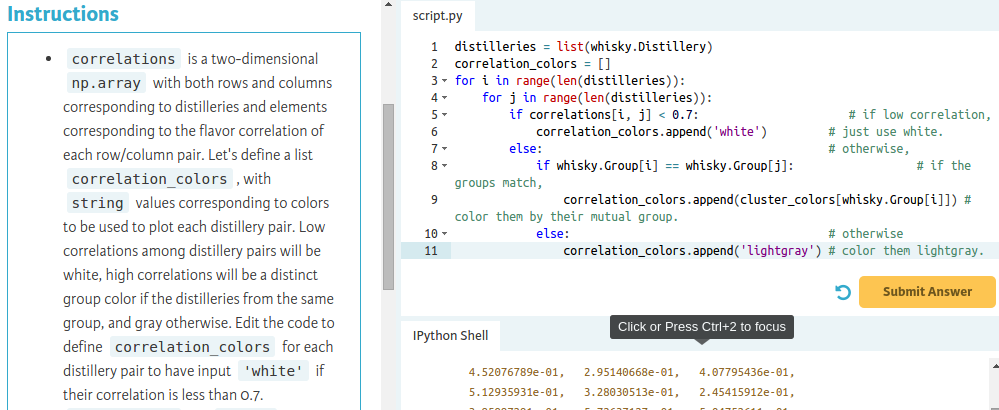 Instructions
correlations is a two-dimensional
np.array with both rows and columns
corresponding to distilleries and elements
corresponding to the flavor correlation of
each row/column pair. Let's define a list
correlation_colors , with
string values corresponding to colors
to be used to plot each distillery pair. Low
correlations among distillery pairs will be
white, high correlations will be a distinct
group color if the distilleries from the same
group, and gray otherwise. Edit the code to
define correlation_colors for each
distillery pair to have input 'white' if
their correlation is less than 0.7.
script.py
1 distilleries = list(whisky.Distillery)
2 correlation_colors = []
3 for i in range(len(distilleries)):
4 for j in range(len(distilleries)):
5 if correlations[i, j] < 0.7: # if low correlation,
6 correlation_colors.append('white') # just use white.
7 else: # otherwise,
8 if whisky.Group[i] == whisky.Group[j]: # if the
groups match,
9 correlation_colors.append(cluster_colors[whisky.Group[i]]) #
color them by their mutual group.
10 else: # otherwise
11 correlation_colors.append('lightgray') # color them lightgray.
Submit Answer
Click or Press Ctrl+2 to focus
IPython Shell
4.52076789e-01, 2.95140668e-01, 4.07795436e-01,
5.12935931e-01, 3.28030513e-01, 2.45415912e-01,